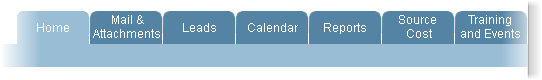 Home
Mail &
Attachments
Leads
Calendar
Reports
Source
Cost
Training
and Events